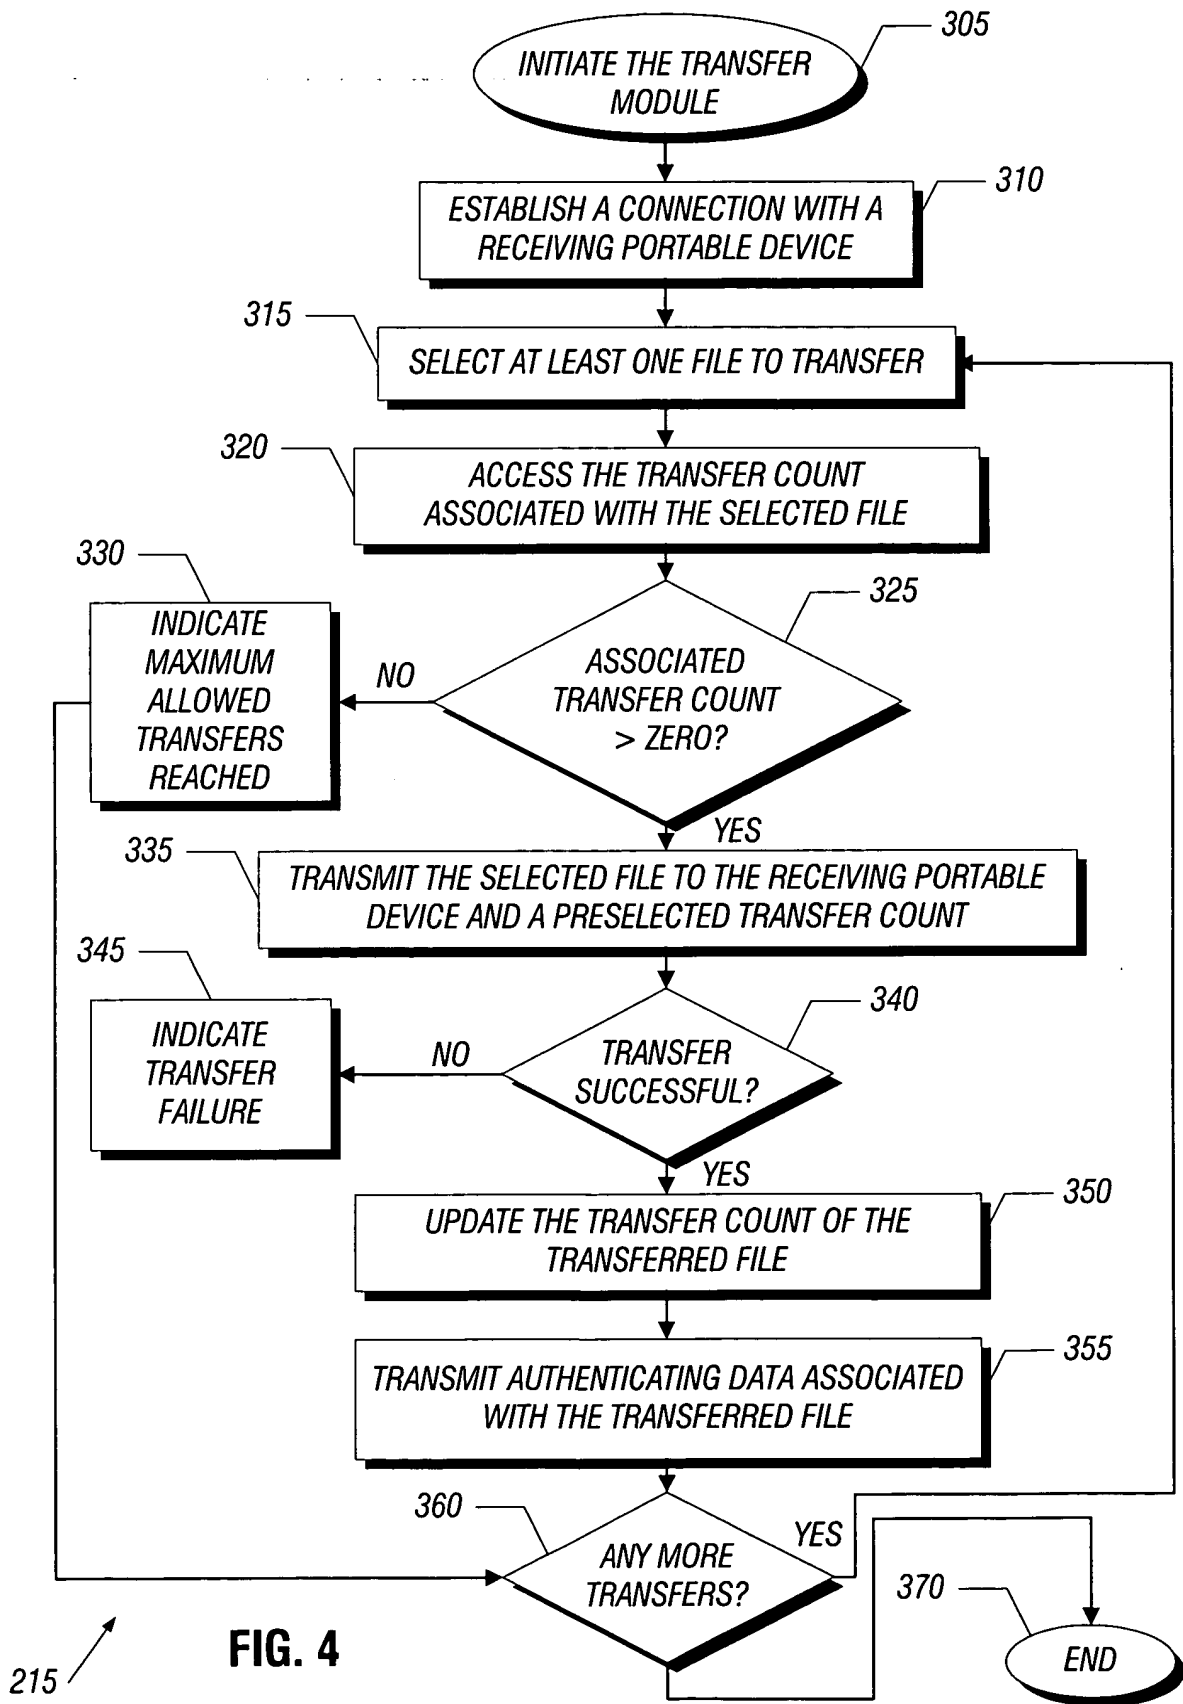 305
INITIATE THE TRANSFER
MODULE
310
ESTABLISH A CONNECTION WITH A
RECEIVING PORTABLE DEVICE
315
SELECT AT LEAST ONE FILE TO TRANSFER
320
ACCESS THE TRANSFER COUNT
ASSOCIATED WITH THE SELECTED FILE
330
INDICATE
MAXIMUM
ALLOWED
TRANSFERS
REACHED
NO
325
ASSOCIATED
TRANSFER COUNT
> ZERO?
YES
335
TRANSMIT THE SELECTED FILE TO THE RECEIVING PORTABLE
DEVICE AND A PRESELECTED TRANSFER COUNT
345
INDICATE
TRANSFER
FAILURE
NO
340
TRANSFER
SUCCESSFUL?
YES
350
UPDATE THE TRANSFER COUNT OF THE
TRANSFERRED FILE
355
TRANSMIT AUTHENTICATING DATA ASSOCIATED
WITH THE TRANSFERRED FILE
360
ANY MORE
TRANSFERS?
YES
370
END
215
FIG. 4